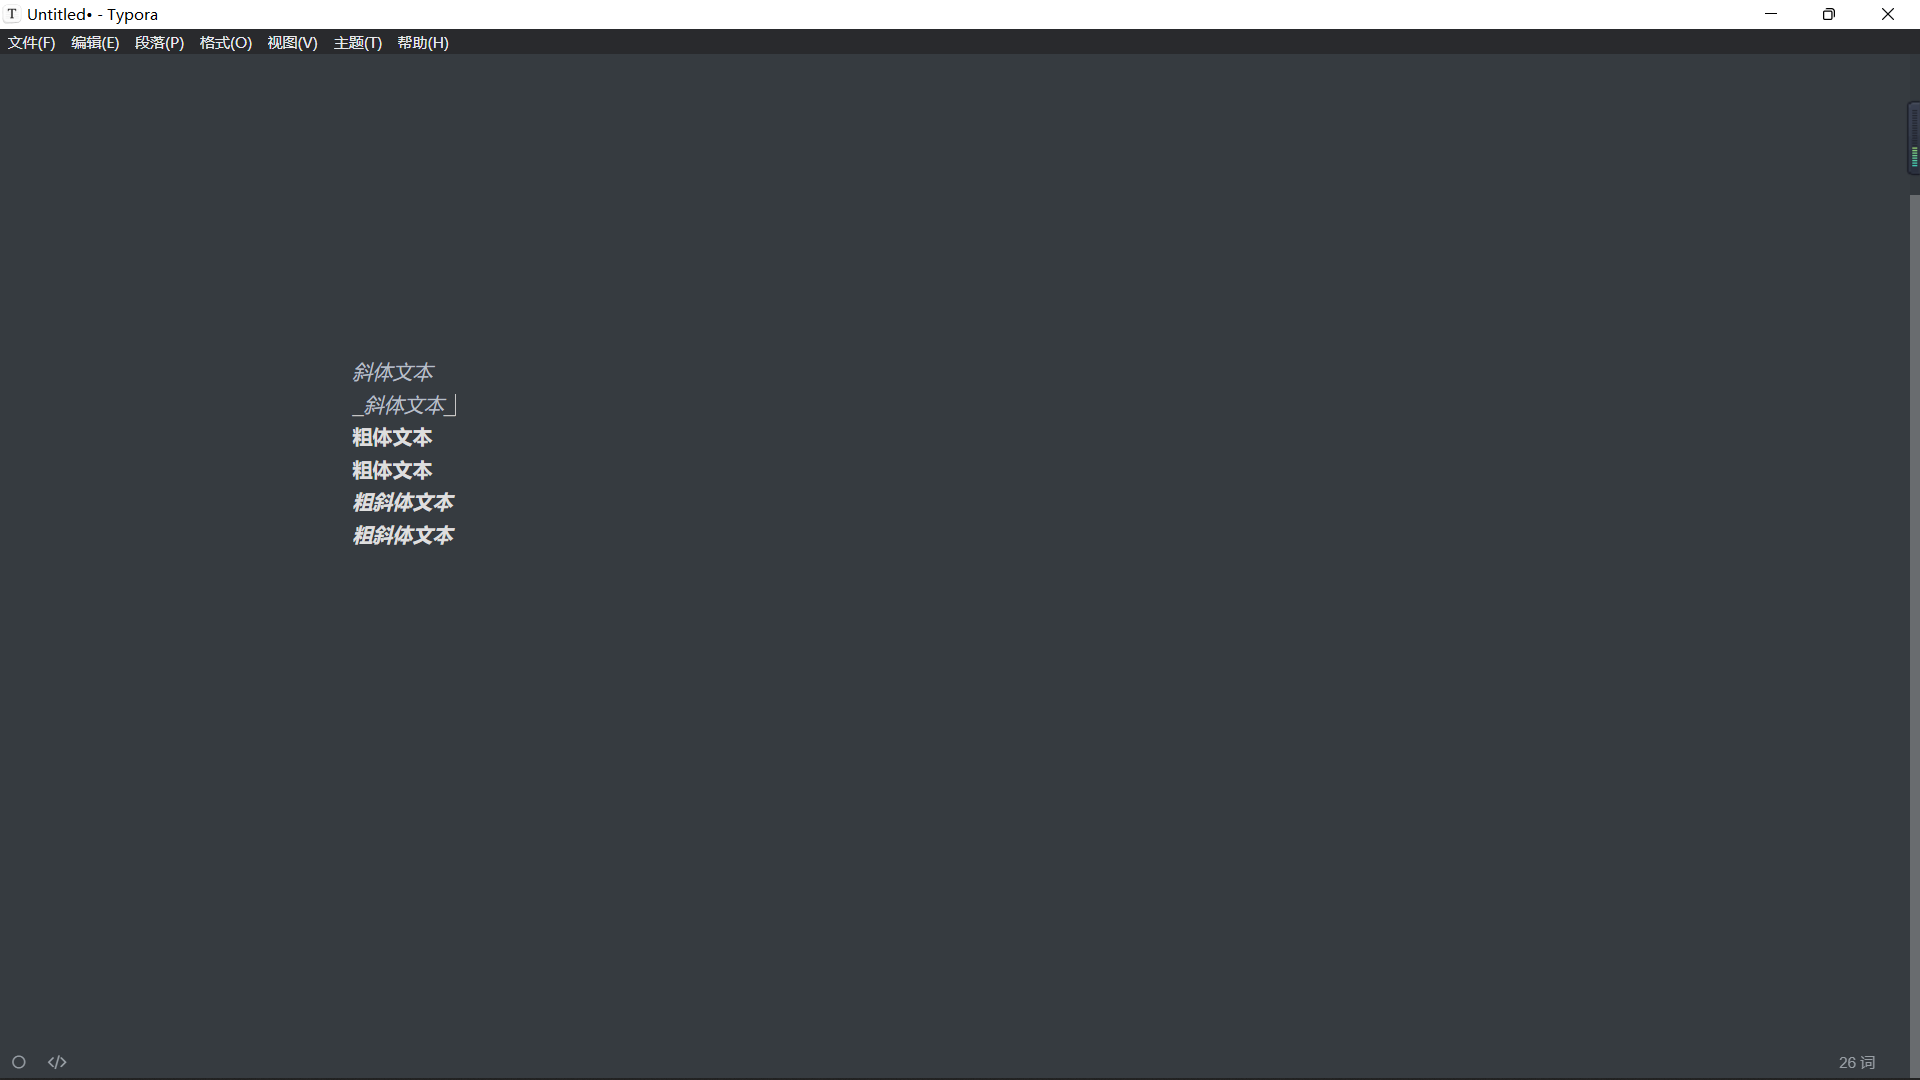 Untitled• - Typora
文件(F) 编辑(E) 段落(P) 格式(O) 视图(V) 主题(T) 帮助(H)
斜体文本
_斜体文本_
粗体文本
粗体文本
粗斜体文本
粗斜体文本
</> 26 词